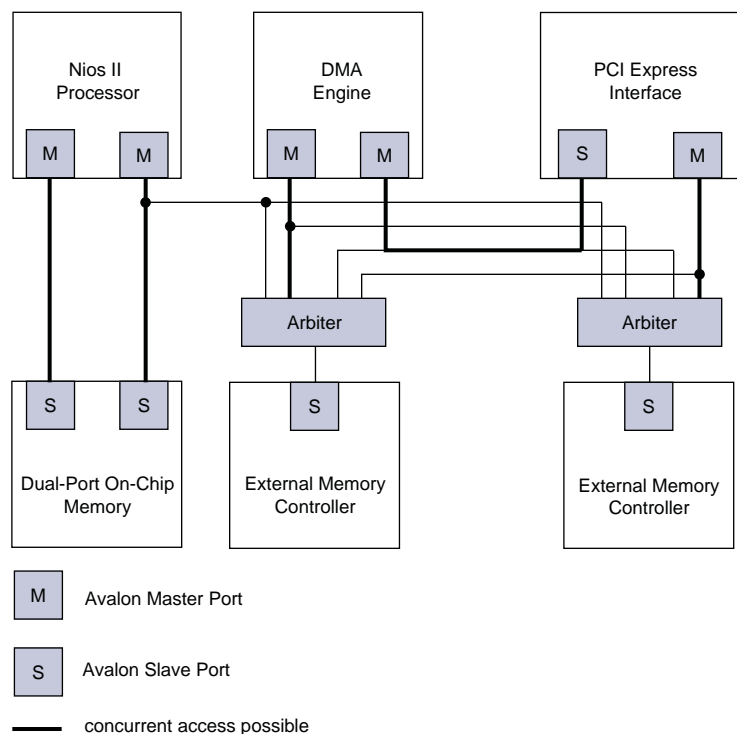 Nios II
Processor
DMA
Engine
PCI Express
Interface
M
M
M
M
S
M
Arbiter
Arbiter
S
S
S
S
Dual-Port On-Chip
Memory
External Memory
Controller
External Memory
Controller
M
Avalon Master Port
S
Avalon Slave Port
concurrent access possible